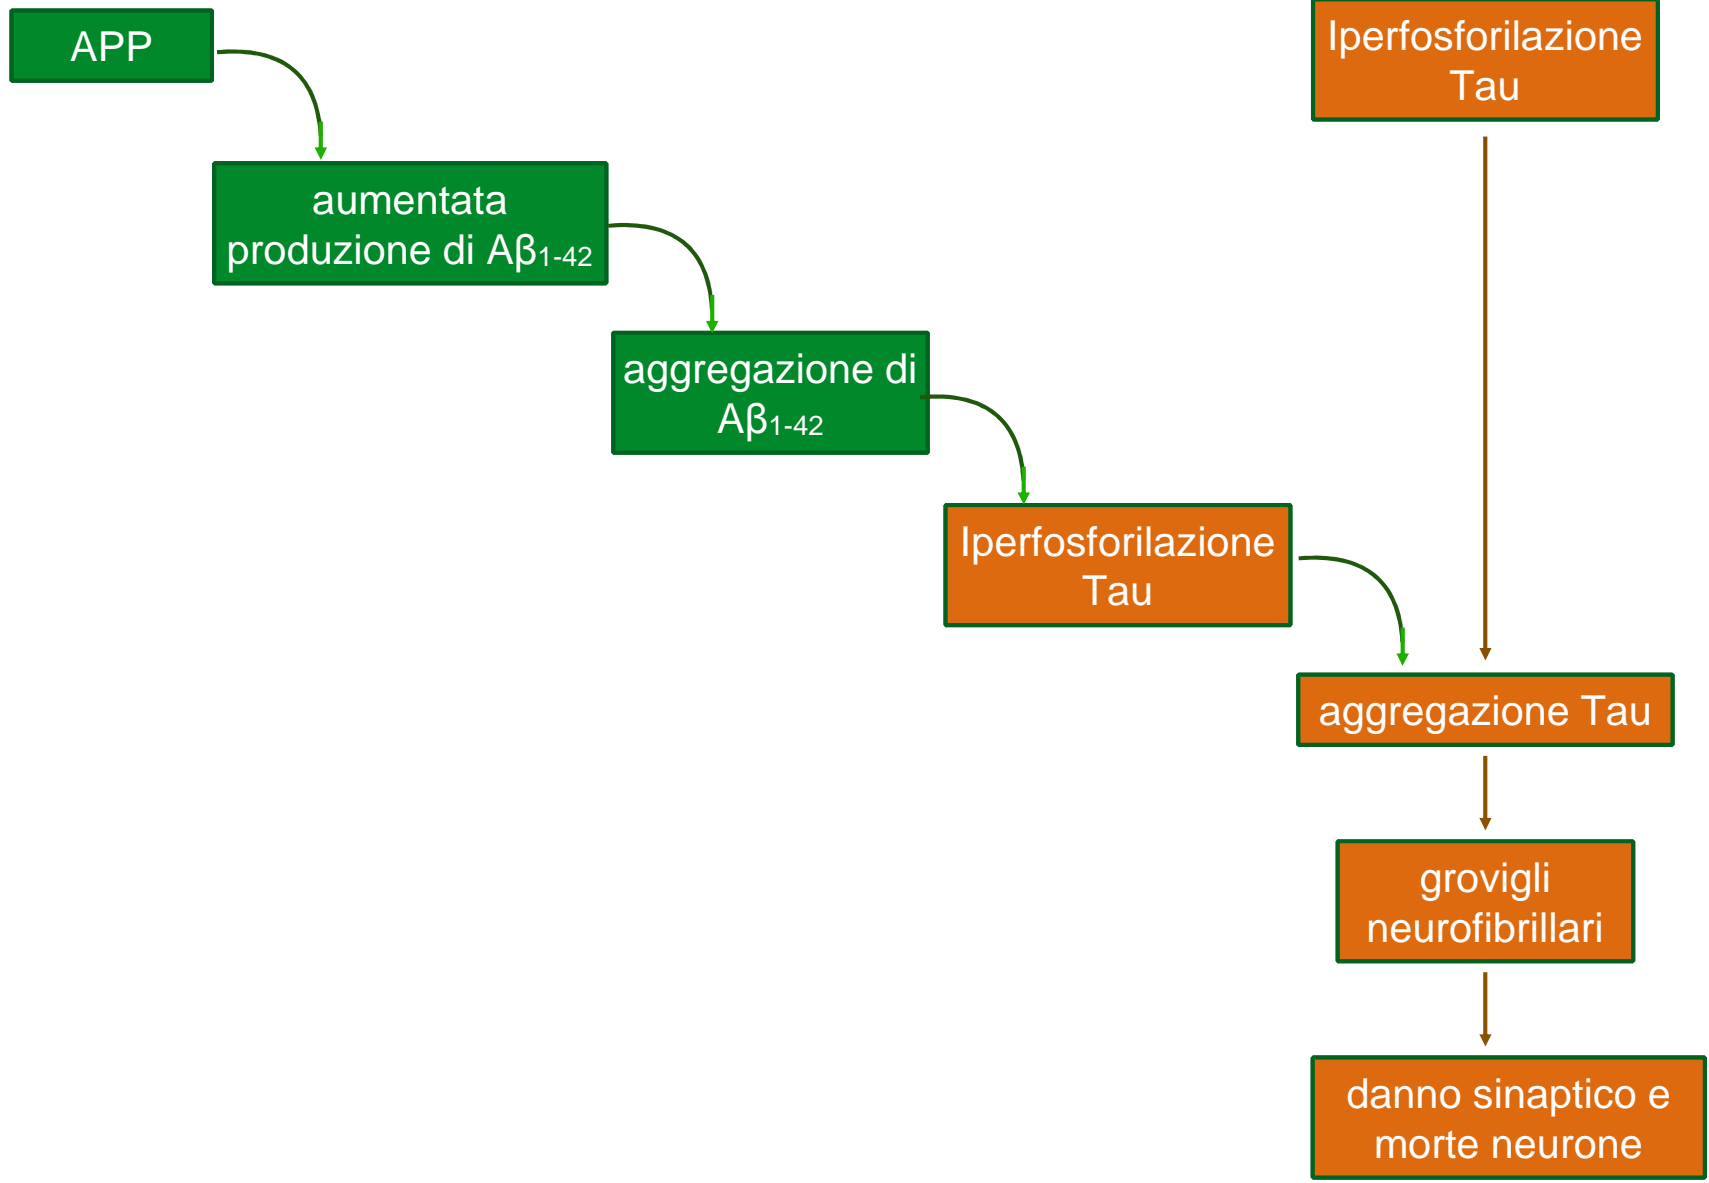 APP
Iperfosforilazione
Tau
aumentata
produzione di Aβ₁₋₄₂
aggregazione di
Aβ₁₋₄₂
Iperfosforilazione
Tau
aggregazione Tau
grovigli
neurofibrillari
danno sinaptico e
morte neurone